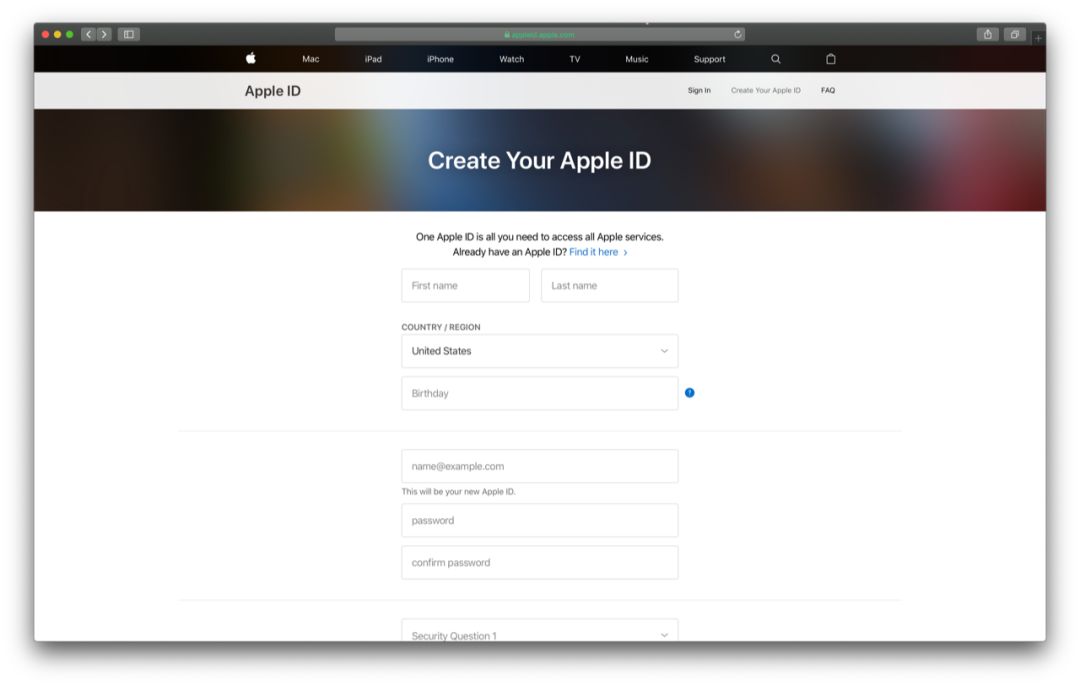 appleid.apple.com
Mac iPad iPhone Watch TV Music Support
Apple ID Sign In Create Your Apple ID FAQ
Create Your Apple ID
One Apple ID is all you need to access all Apple services.
Already have an Apple ID? Find it here ›
First name Last name
COUNTRY / REGION
United States
Birthday
name@example.com
This will be your new Apple ID.
password
confirm password
Security Question 1